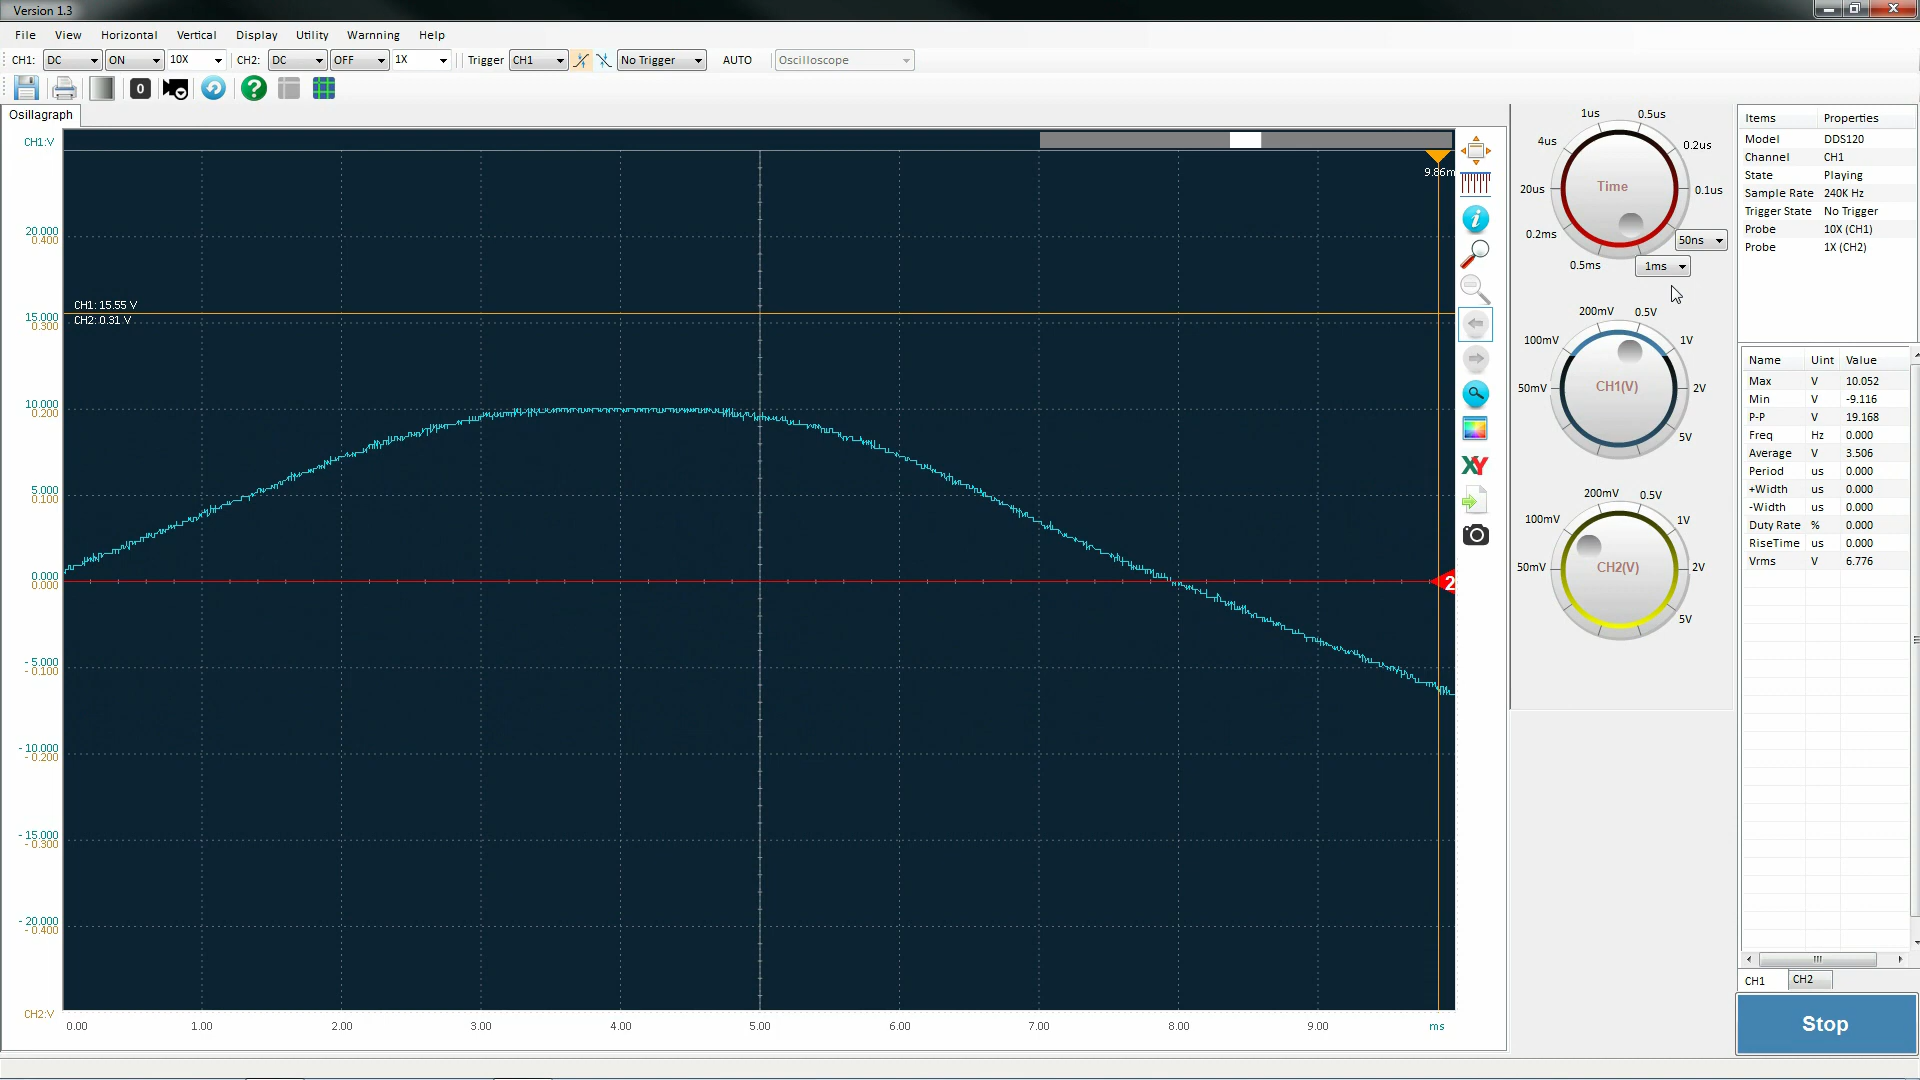 Version 1.3
File View Horizontal Vertical Display Utility Warnning Help
CH1: DC ON 10X CH2: DC OFF 1X Trigger CH1 No Trigger AUTO Oscilloscope
0
Osillagraph
CH1:V
9.86m
20.000
0.400
CH1: 15.55 V
15.000
CH2: 0.31 V
0.300
10.000
0.200
5.000
0.100
0.000
0.000
2
- 5.000
- 0.100
- 10.000
- 0.200
- 15.000
- 0.300
- 20.000
- 0.400
CH2:V
0.00 1.00 2.00 3.00 4.00 5.00 6.00 7.00 8.00 9.00 ms
XY
1us 0.5us
4us 0.2us
Time
20us 0.1us
0.2ms 50ns
0.5ms 1ms
200mV 0.5V
100mV 1V
50mV CH1(V) 2V
5V
200mV 0.5V
100mV 1V
50mV CH2(V) 2V
5V
Items Properties
Model DDS120
Channel CH1
State Playing
Sample Rate 240K Hz
Trigger State No Trigger
Probe 10X (CH1)
Probe 1X (CH2)
Name Uint Value
Max V 10.052
Min V -9.116
P-P V 19.168
Freq Hz 0.000
Average V 3.506
Period us 0.000
+Width us 0.000
-Width us 0.000
Duty Rate % 0.000
RiseTime us 0.000
Vrms V 6.776
CH1 CH2
Stop